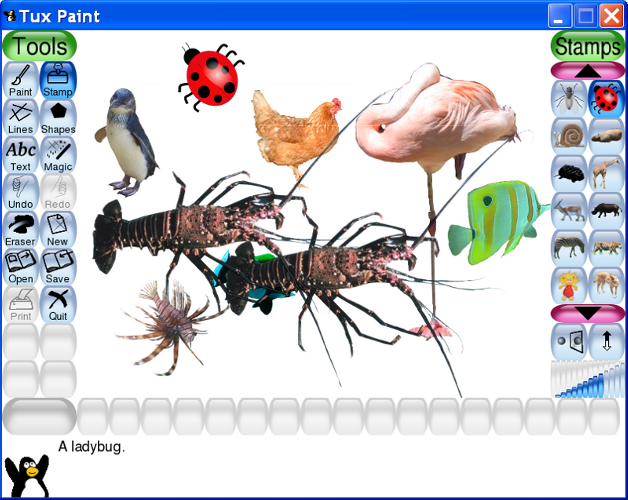 Tux Paint
Tools
Stamps
Paint
Stamp
Lines
Shapes
Abc
Text
Magic
Undo
Redo
Eraser
New
Open
Save
Print
Quit
A ladybug.